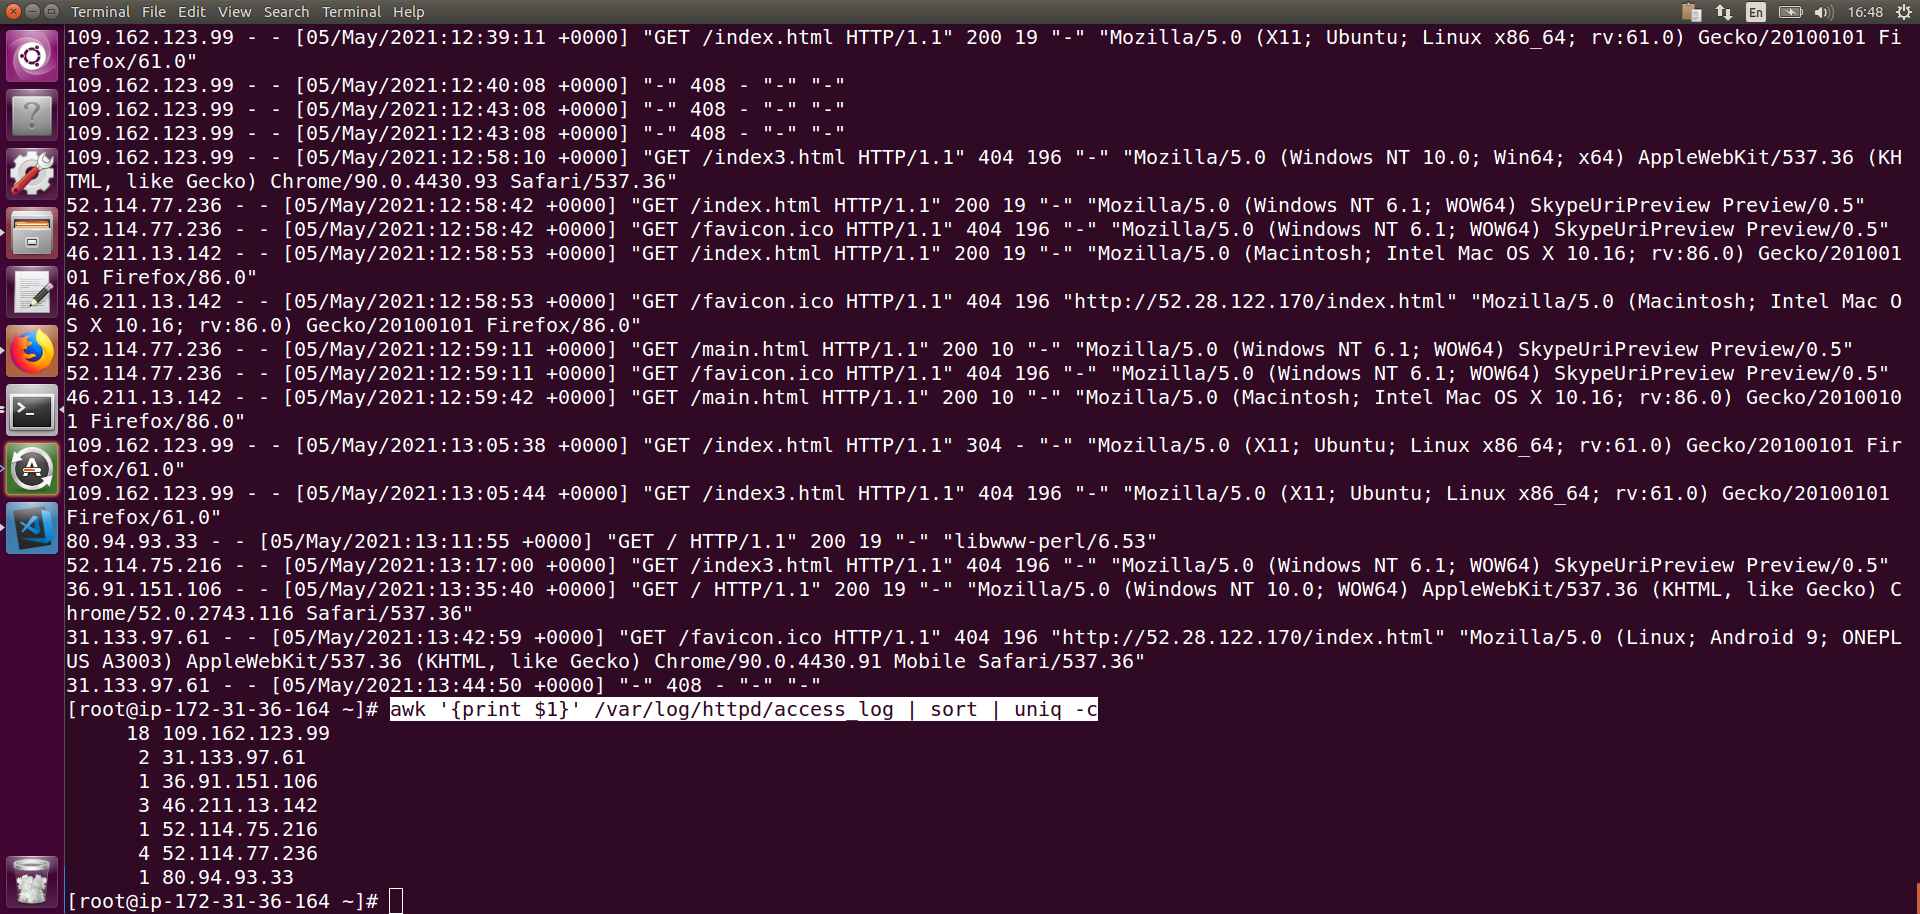 Terminal File Edit View Search Terminal Help En 16:48
109.162.123.99 - - [05/May/2021:12:39:11 +0000] "GET /index.html HTTP/1.1" 200 19 "-" "Mozilla/5.0 (X11; Ubuntu; Linux x86_64; rv:61.0) Gecko/20100101 Fi
refox/61.0"
109.162.123.99 - - [05/May/2021:12:40:08 +0000] "-" 408 - "-" "-"
109.162.123.99 - - [05/May/2021:12:43:08 +0000] "-" 408 - "-" "-"
109.162.123.99 - - [05/May/2021:12:43:08 +0000] "-" 408 - "-" "-"
109.162.123.99 - - [05/May/2021:12:58:10 +0000] "GET /index3.html HTTP/1.1" 404 196 "-" "Mozilla/5.0 (Windows NT 10.0; Win64; x64) AppleWebKit/537.36 (KH
TML, like Gecko) Chrome/90.0.4430.93 Safari/537.36"
52.114.77.236 - - [05/May/2021:12:58:42 +0000] "GET /index.html HTTP/1.1" 200 19 "-" "Mozilla/5.0 (Windows NT 6.1; WOW64) SkypeUriPreview Preview/0.5"
52.114.77.236 - - [05/May/2021:12:58:42 +0000] "GET /favicon.ico HTTP/1.1" 404 196 "-" "Mozilla/5.0 (Windows NT 6.1; WOW64) SkypeUriPreview Preview/0.5"
46.211.13.142 - - [05/May/2021:12:58:53 +0000] "GET /index.html HTTP/1.1" 200 19 "-" "Mozilla/5.0 (Macintosh; Intel Mac OS X 10.16; rv:86.0) Gecko/201001
01 Firefox/86.0"
46.211.13.142 - - [05/May/2021:12:58:53 +0000] "GET /favicon.ico HTTP/1.1" 404 196 "http://52.28.122.170/index.html" "Mozilla/5.0 (Macintosh; Intel Mac O
S X 10.16; rv:86.0) Gecko/20100101 Firefox/86.0"
52.114.77.236 - - [05/May/2021:12:59:11 +0000] "GET /main.html HTTP/1.1" 200 10 "-" "Mozilla/5.0 (Windows NT 6.1; WOW64) SkypeUriPreview Preview/0.5"
52.114.77.236 - - [05/May/2021:12:59:11 +0000] "GET /favicon.ico HTTP/1.1" 404 196 "-" "Mozilla/5.0 (Windows NT 6.1; WOW64) SkypeUriPreview Preview/0.5"
46.211.13.142 - - [05/May/2021:12:59:42 +0000] "GET /main.html HTTP/1.1" 200 10 "-" "Mozilla/5.0 (Macintosh; Intel Mac OS X 10.16; rv:86.0) Gecko/2010010
1 Firefox/86.0"
109.162.123.99 - - [05/May/2021:13:05:38 +0000] "GET /index.html HTTP/1.1" 304 - "-" "Mozilla/5.0 (X11; Ubuntu; Linux x86_64; rv:61.0) Gecko/20100101 Fir
efox/61.0"
109.162.123.99 - - [05/May/2021:13:05:44 +0000] "GET /index3.html HTTP/1.1" 404 196 "-" "Mozilla/5.0 (X11; Ubuntu; Linux x86_64; rv:61.0) Gecko/20100101
Firefox/61.0"
80.94.93.33 - - [05/May/2021:13:11:55 +0000] "GET / HTTP/1.1" 200 19 "-" "libwww-perl/6.53"
52.114.75.216 - - [05/May/2021:13:17:00 +0000] "GET /index3.html HTTP/1.1" 404 196 "-" "Mozilla/5.0 (Windows NT 6.1; WOW64) SkypeUriPreview Preview/0.5"
36.91.151.106 - - [05/May/2021:13:35:40 +0000] "GET / HTTP/1.1" 200 19 "-" "Mozilla/5.0 (Windows NT 10.0; WOW64) AppleWebKit/537.36 (KHTML, like Gecko) C
hrome/52.0.2743.116 Safari/537.36"
31.133.97.61 - - [05/May/2021:13:42:59 +0000] "GET /favicon.ico HTTP/1.1" 404 196 "http://52.28.122.170/index.html" "Mozilla/5.0 (Linux; Android 9; ONEPL
US A3003) AppleWebKit/537.36 (KHTML, like Gecko) Chrome/90.0.4430.91 Mobile Safari/537.36"
31.133.97.61 - - [05/May/2021:13:44:50 +0000] "-" 408 - "-" "-"
[root@ip-172-31-36-164 ~]# awk '{print $1}' /var/log/httpd/access_log | sort | uniq -c
18 109.162.123.99
2 31.133.97.61
1 36.91.151.106
3 46.211.13.142
1 52.114.75.216
4 52.114.77.236
1 80.94.93.33
[root@ip-172-31-36-164 ~]#